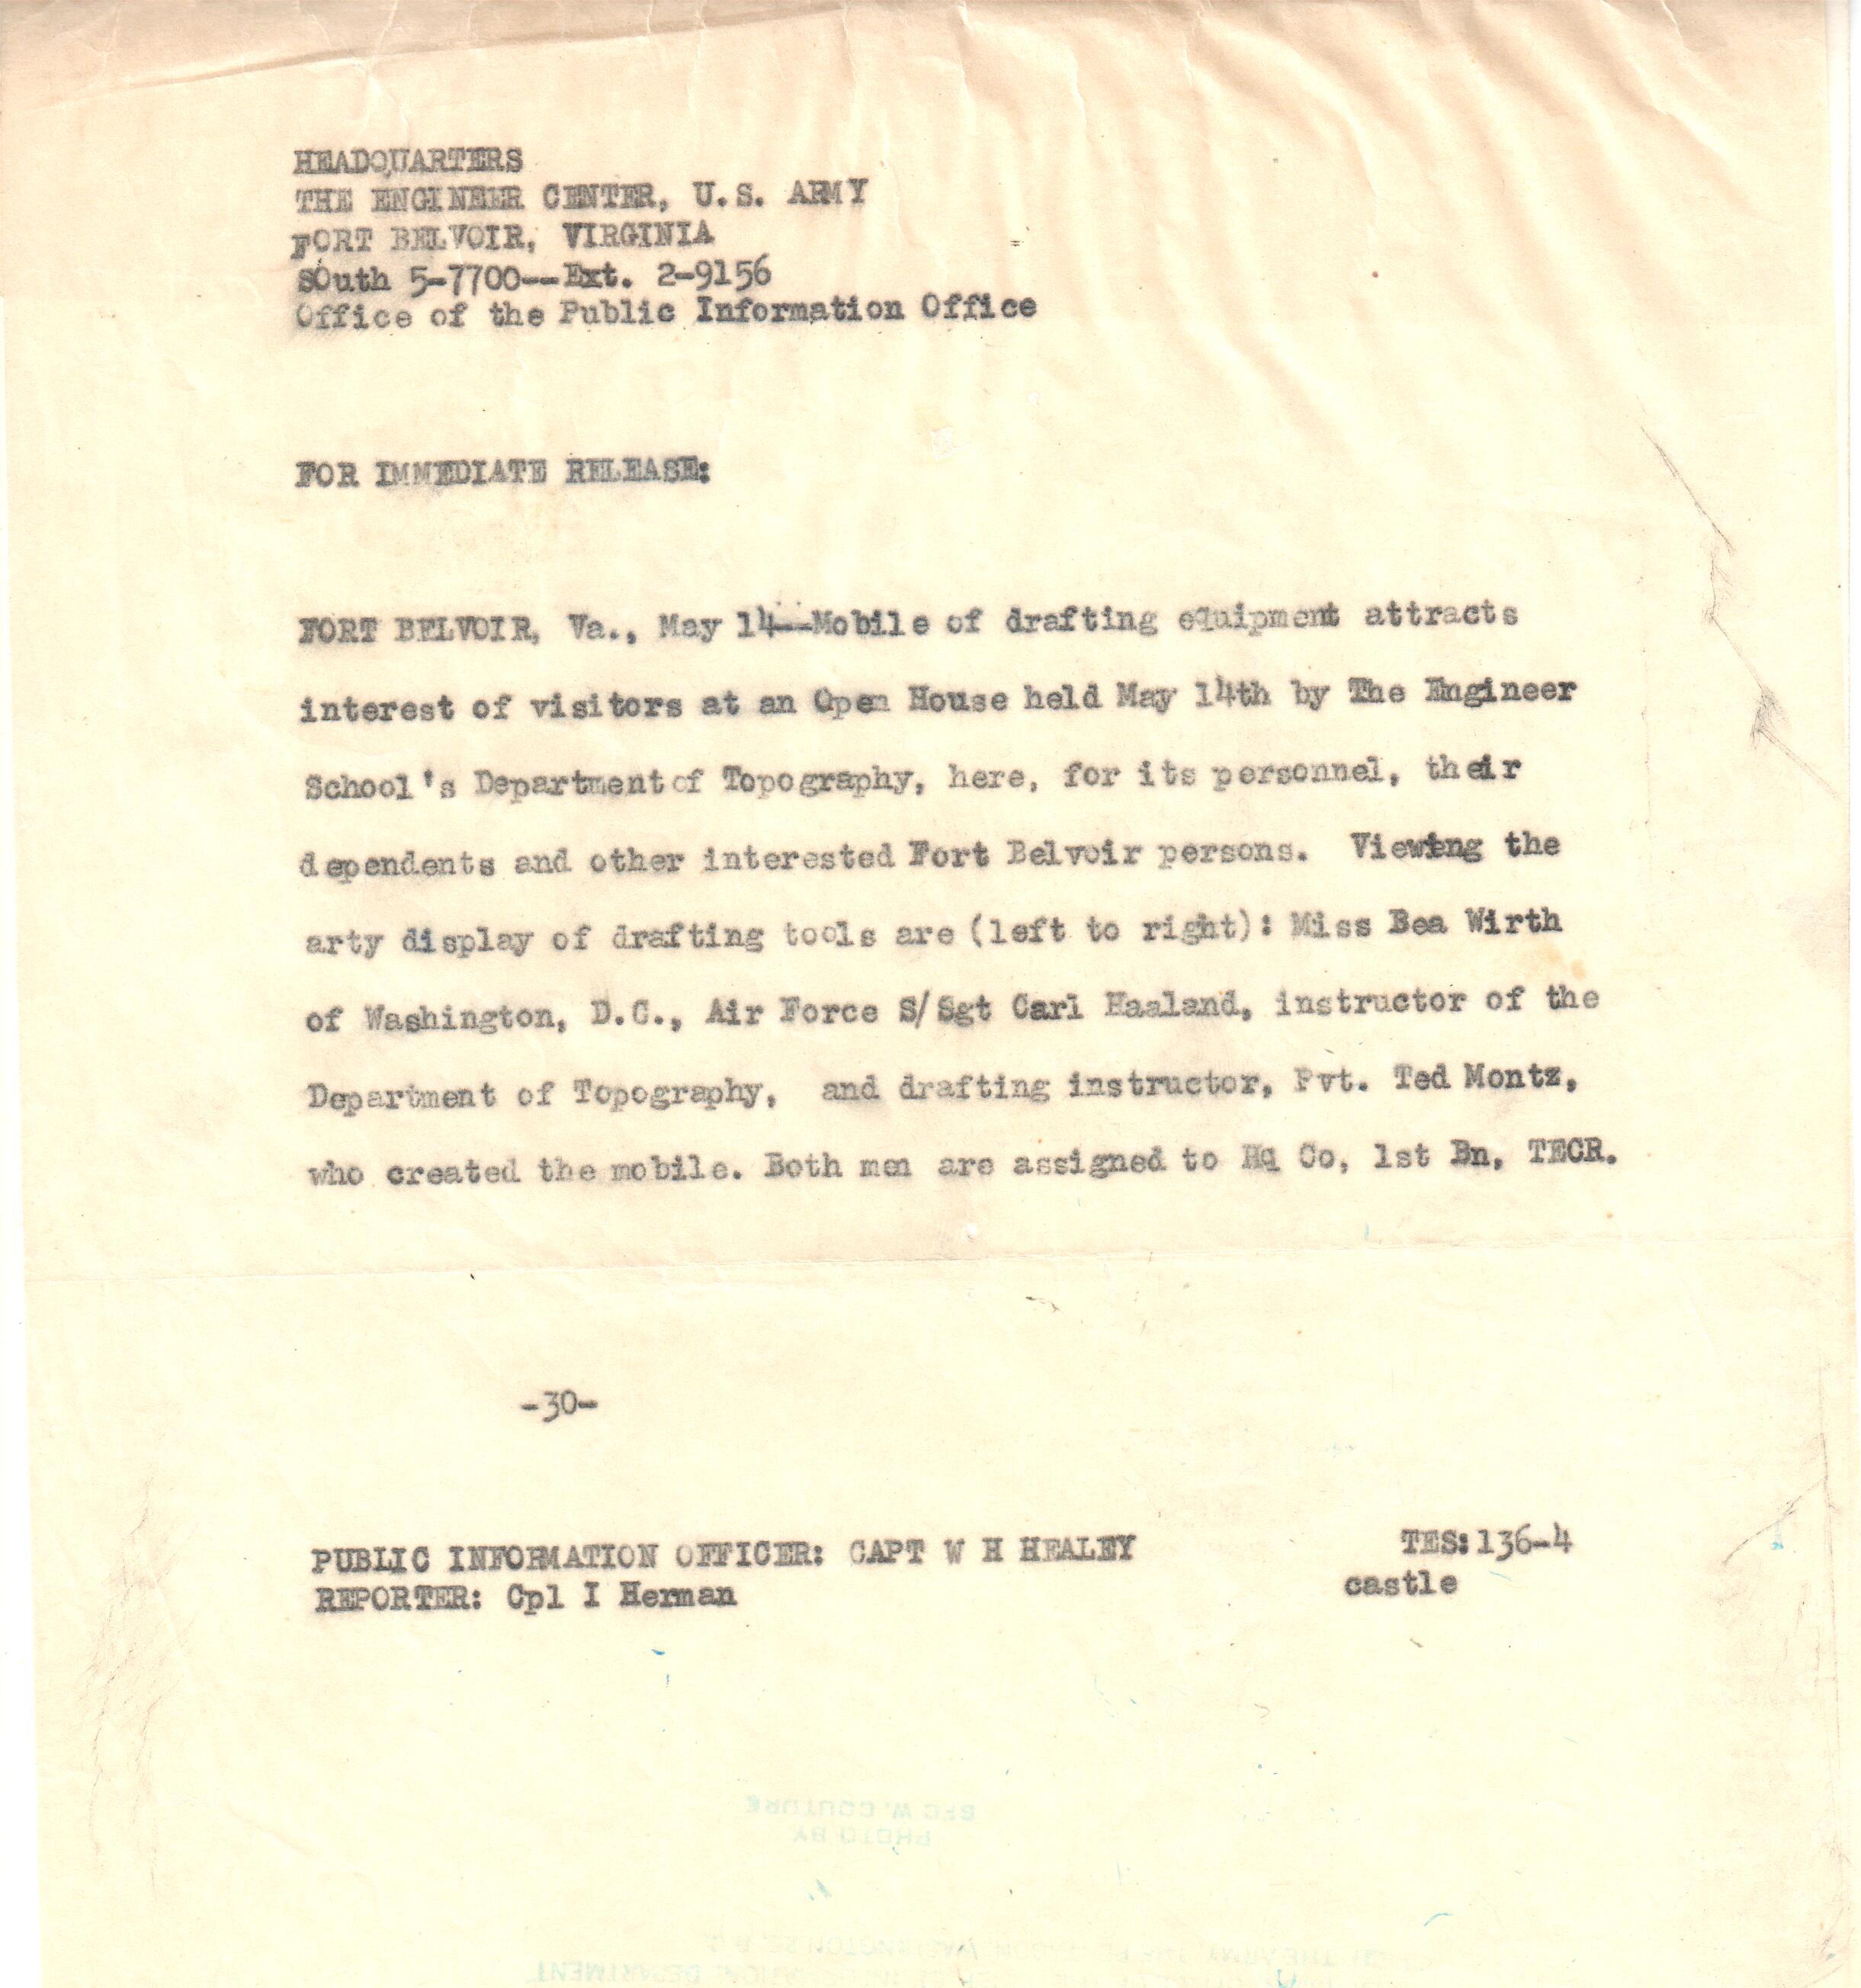 HEADQUARTERS
THE ENGINEER CENTER, U.S. ARMY
FORT BELVOIR, VIRGINIA
SOuth 5-7700--Ext. 2-9156
Office of the Public Information Office
FOR IMMEDIATE RELEASE:
FORT BELVOIR, Va., May 14--Mobile of drafting equipment attracts
interest of visitors at an Open House held May 14th by The Engineer
School's Department of Topography, here, for its personnel, their
dependents and other interested Fort Belvoir persons. Viewing the
arty display of drafting tools are (left to right): Miss Bea Wirth
of Washington, D.C., Air Force S/Sgt Carl Haaland, instructor of the
Department of Topography, and drafting instructor, Pvt. Ted Montz,
who created the mobile. Both men are assigned to Hq Co, 1st Bn, TECR.
-30-
PUBLIC INFORMATION OFFICER: CAPT W H HEALEY TES:136-4
REPORTER: Cpl I Herman castle
PHOTO BY
SFC W. COUTURE